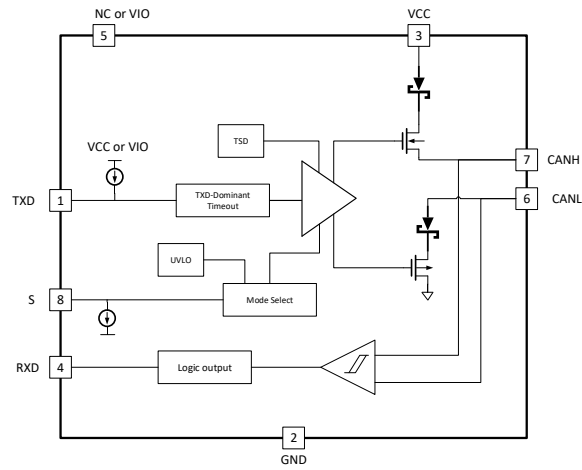 NC or VIO
VCC
5
3
TSD
VCC or VIO
7
CANH
TXD
1
TXD-Dominant
Timeout
6
CANL
UVLO
S
8
Mode Select
RXD
4
Logic output
2
GND